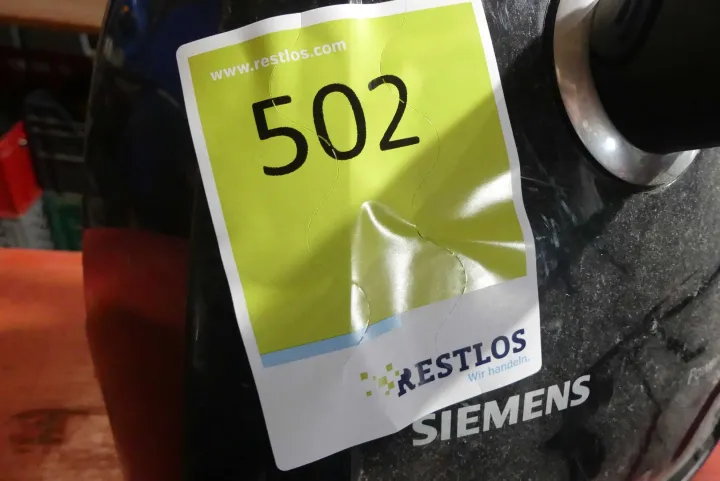 www.restlos.com
502
RESTLOS
Wir handeln.
SIEMENS